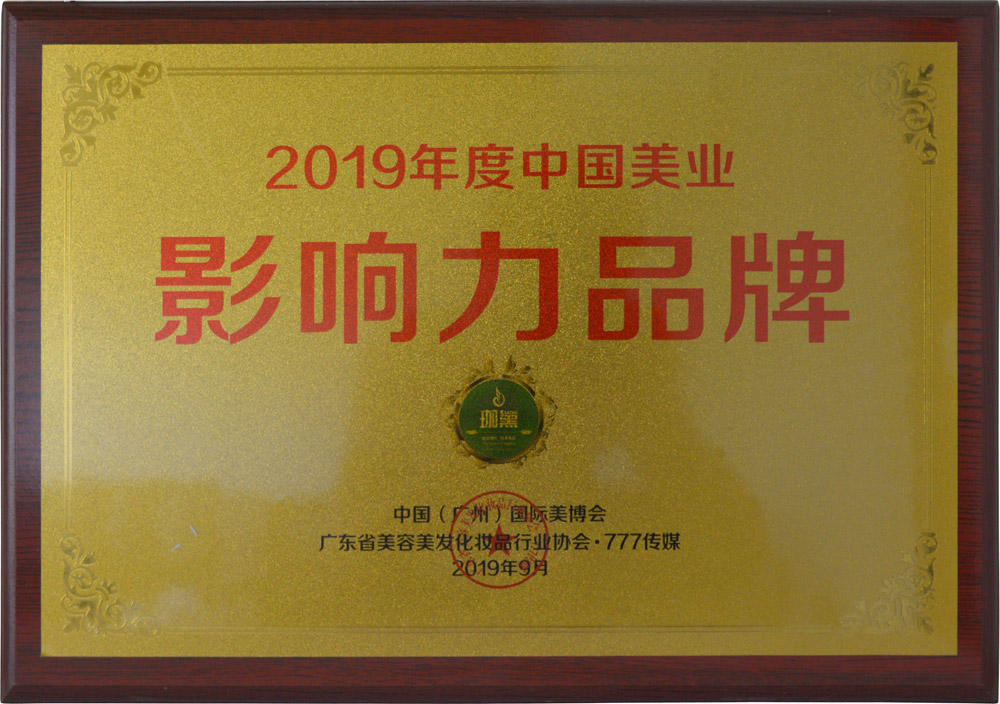 2019年度中国美业
影响力品牌
珈黛
中国（广州）国际美博会
广东省美容美发化妆品行业协会·777传媒
2019年9月